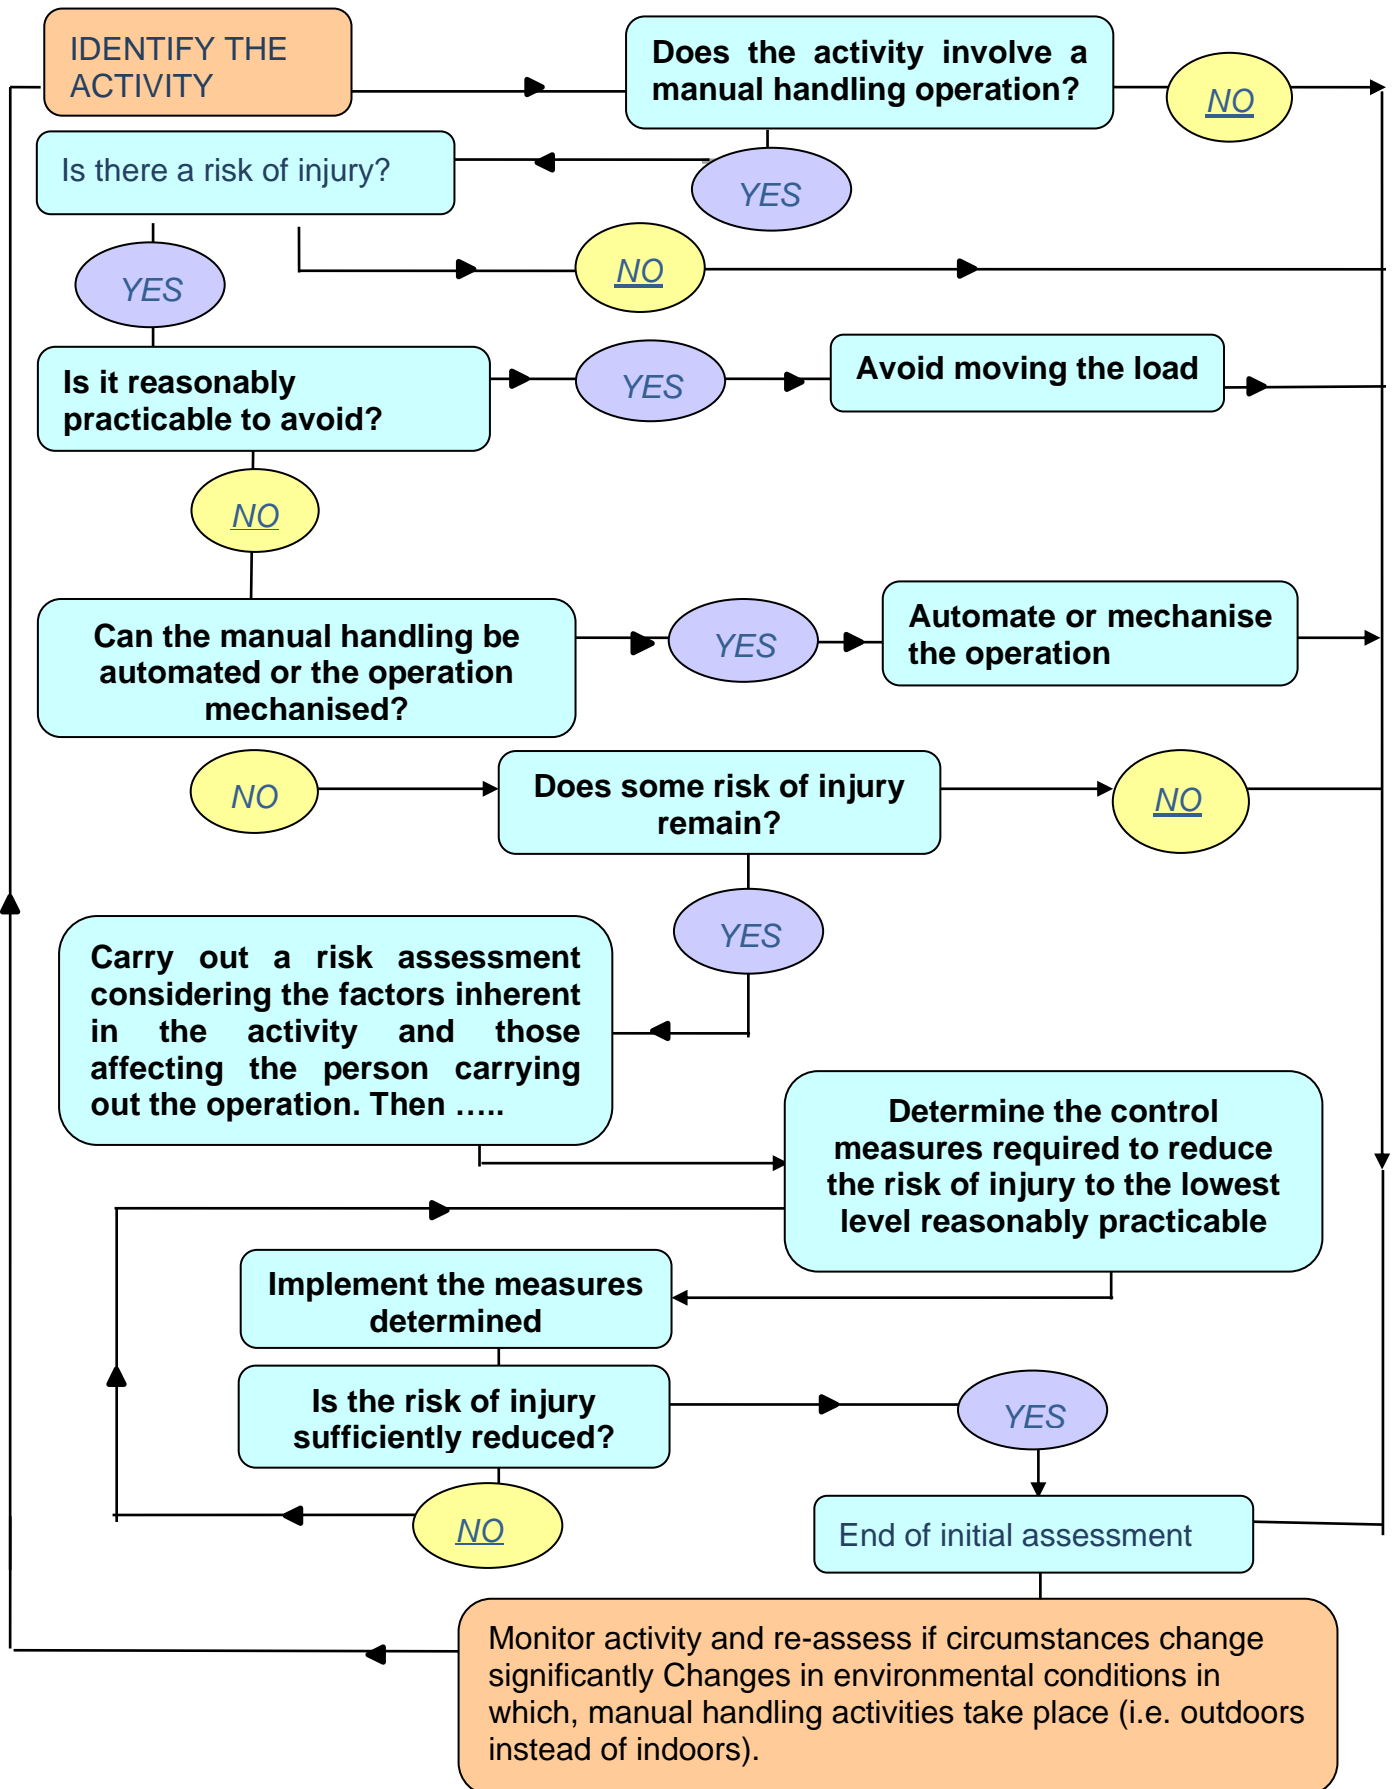 IDENTIFY THE
ACTIVITY
Does the activity involve a
manual handling operation?
NO
Is there a risk of injury?
YES
NO
YES
Is it reasonably
practicable to avoid?
YES
Avoid moving the load
NO
Can the manual handling be
automated or the operation
mechanised?
YES
Automate or mechanise
the operation
NO
Does some risk of injury
remain?
NO
YES
Carry out a risk assessment
considering the factors inherent
in the activity and those
affecting the person carrying
out the operation. Then …..
Determine the control
measures required to reduce
the risk of injury to the lowest
level reasonably practicable
Implement the measures
determined
Is the risk of injury
sufficiently reduced?
YES
NO
End of initial assessment
Monitor activity and re-assess if circumstances change
significantly Changes in environmental conditions in
which, manual handling activities take place (i.e. outdoors
instead of indoors).